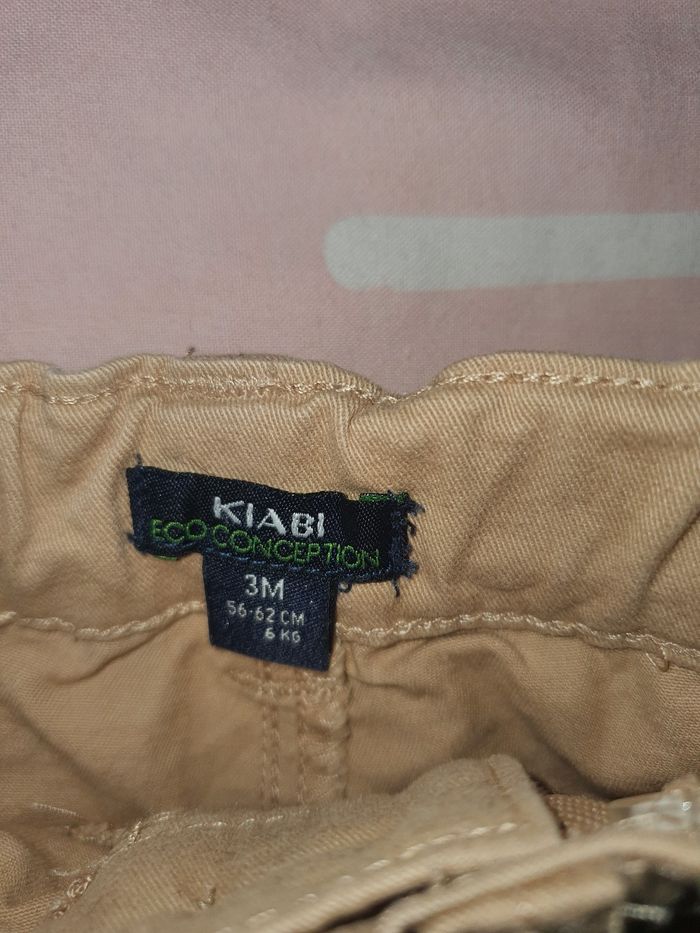 KIABI
ECO CONCEPTION
3M
56-62 CM
6 KG